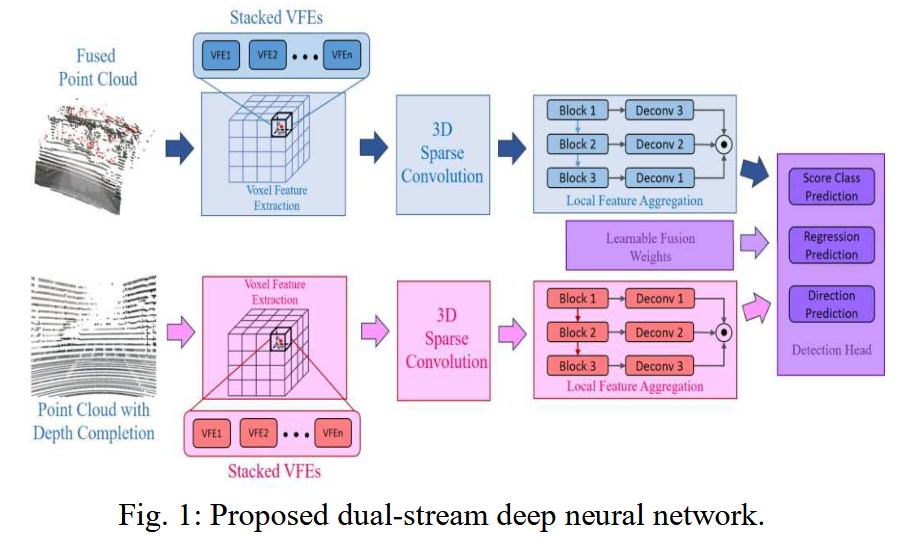 Stacked VFEs
VFE1 VFE2 VFEn
Fused
Point Cloud
Voxel Feature
Extraction
3D
Sparse
Convolution
Block 1 Deconv 3
Block 2 Deconv 2
Block 3 Deconv 1
Local Feature Aggregation
Learnable Fusion
Weights
Score Class
Prediction
Regression
Prediction
Direction
Prediction
Detection Head
Voxel Feature
Extraction
3D
Sparse
Convolution
Block 1 Deconv 1
Block 2 Deconv 2
Block 3 Deconv 3
Local Feature Aggregation
Point Cloud with
Depth Completion
VFE1 VFE2 VFEn
Stacked VFEs
Fig. 1: Proposed dual-stream deep neural network.